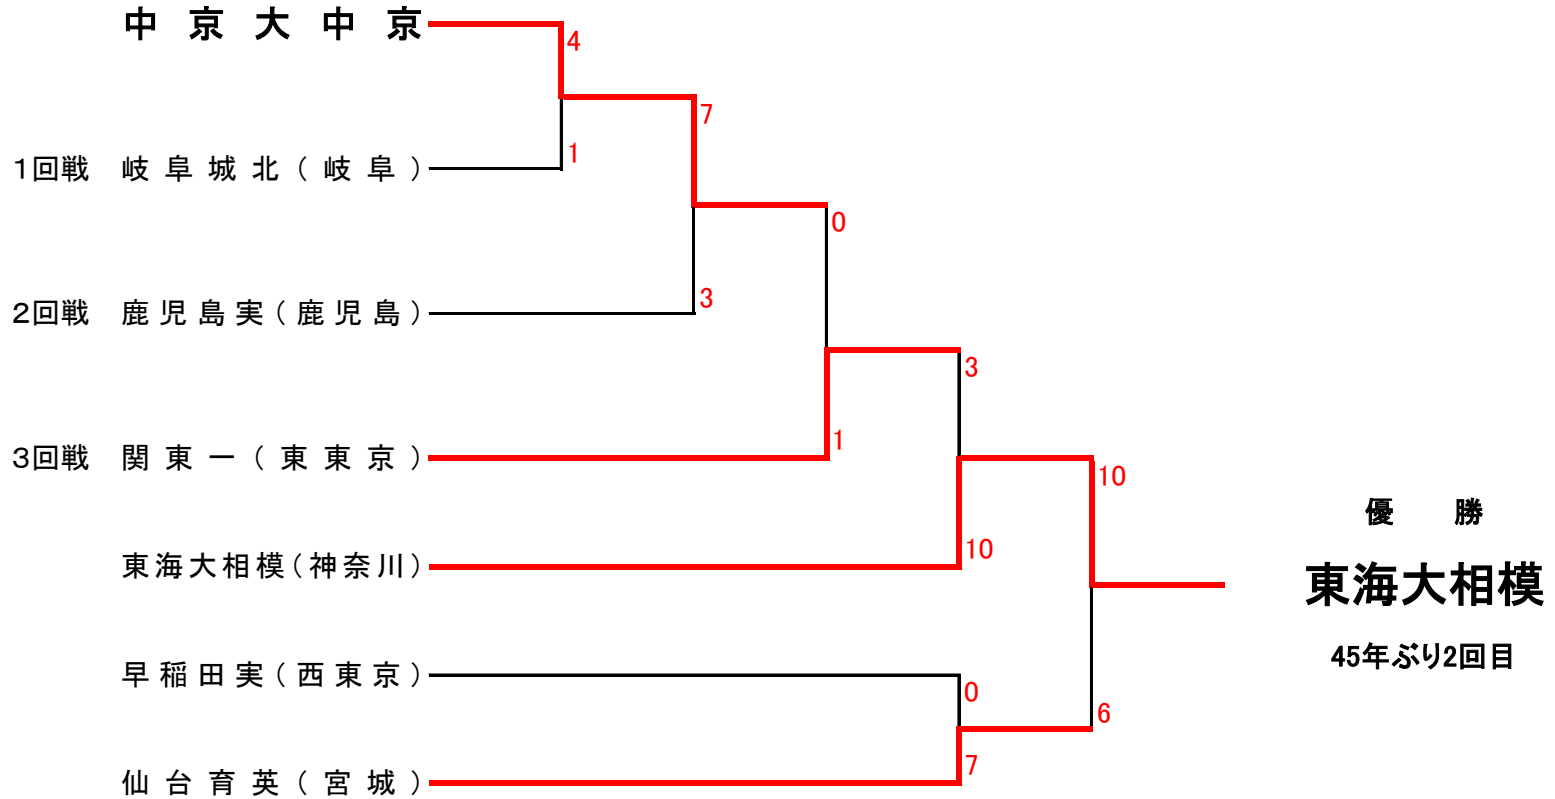 中京大中京
4
7
1回戦 岐阜城北(岐阜)
1
0
2回戦 鹿児島実(鹿児島)
3
3
3回戦 関東一(東東京)
1
10
優勝
東海大相模(神奈川)
10
東海大相模
45年ぶり2回目
早稲田実(西東京)
0
6
仙台育英(宮城)
7